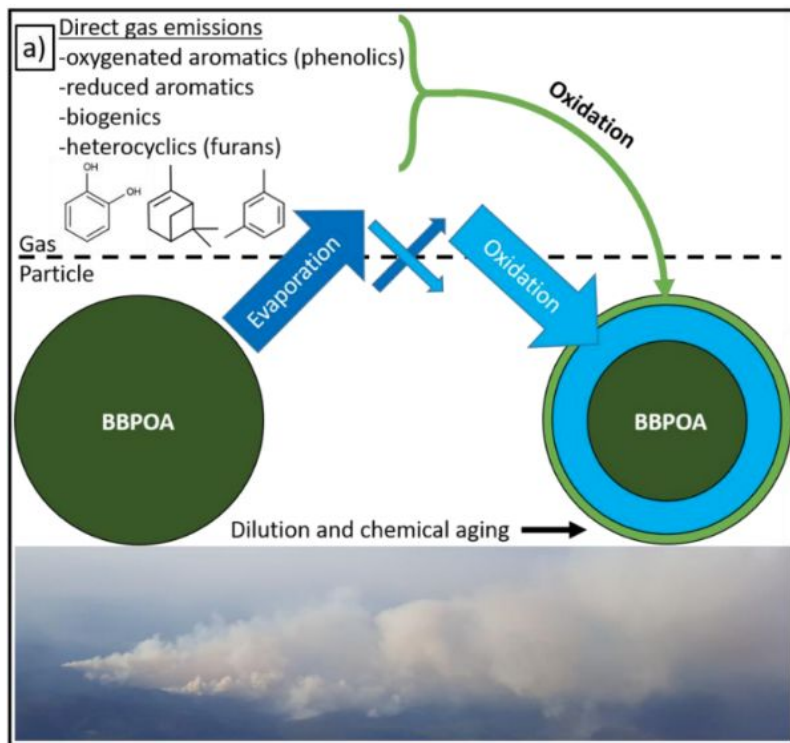 a)
Direct gas emissions
-oxygenated aromatics (phenolics)
-reduced aromatics
-biogenics
-heterocyclics (furans)
OH
OH
Oxidation
Gas
Particle
Evaporation
Oxidation
BBPOA
BBPOA
Dilution and chemical aging